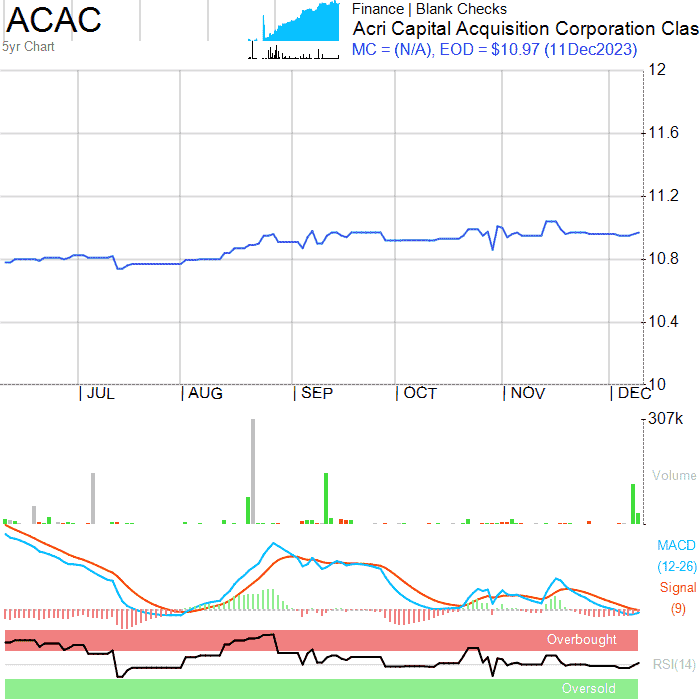 ACAC
5yr Chart
Finance | Blank Checks
Acri Capital Acquisition Corporation Clas
MC = (N/A), EOD = $10.97 (11Dec2023)
12
11.6
11.2
10.8
10.4
10
| JUL | AUG | SEP | OCT | NOV | DEC
307k
Volume
MACD
(12-26)
Signal
(9)
Overbought
RSI(14)
Oversold